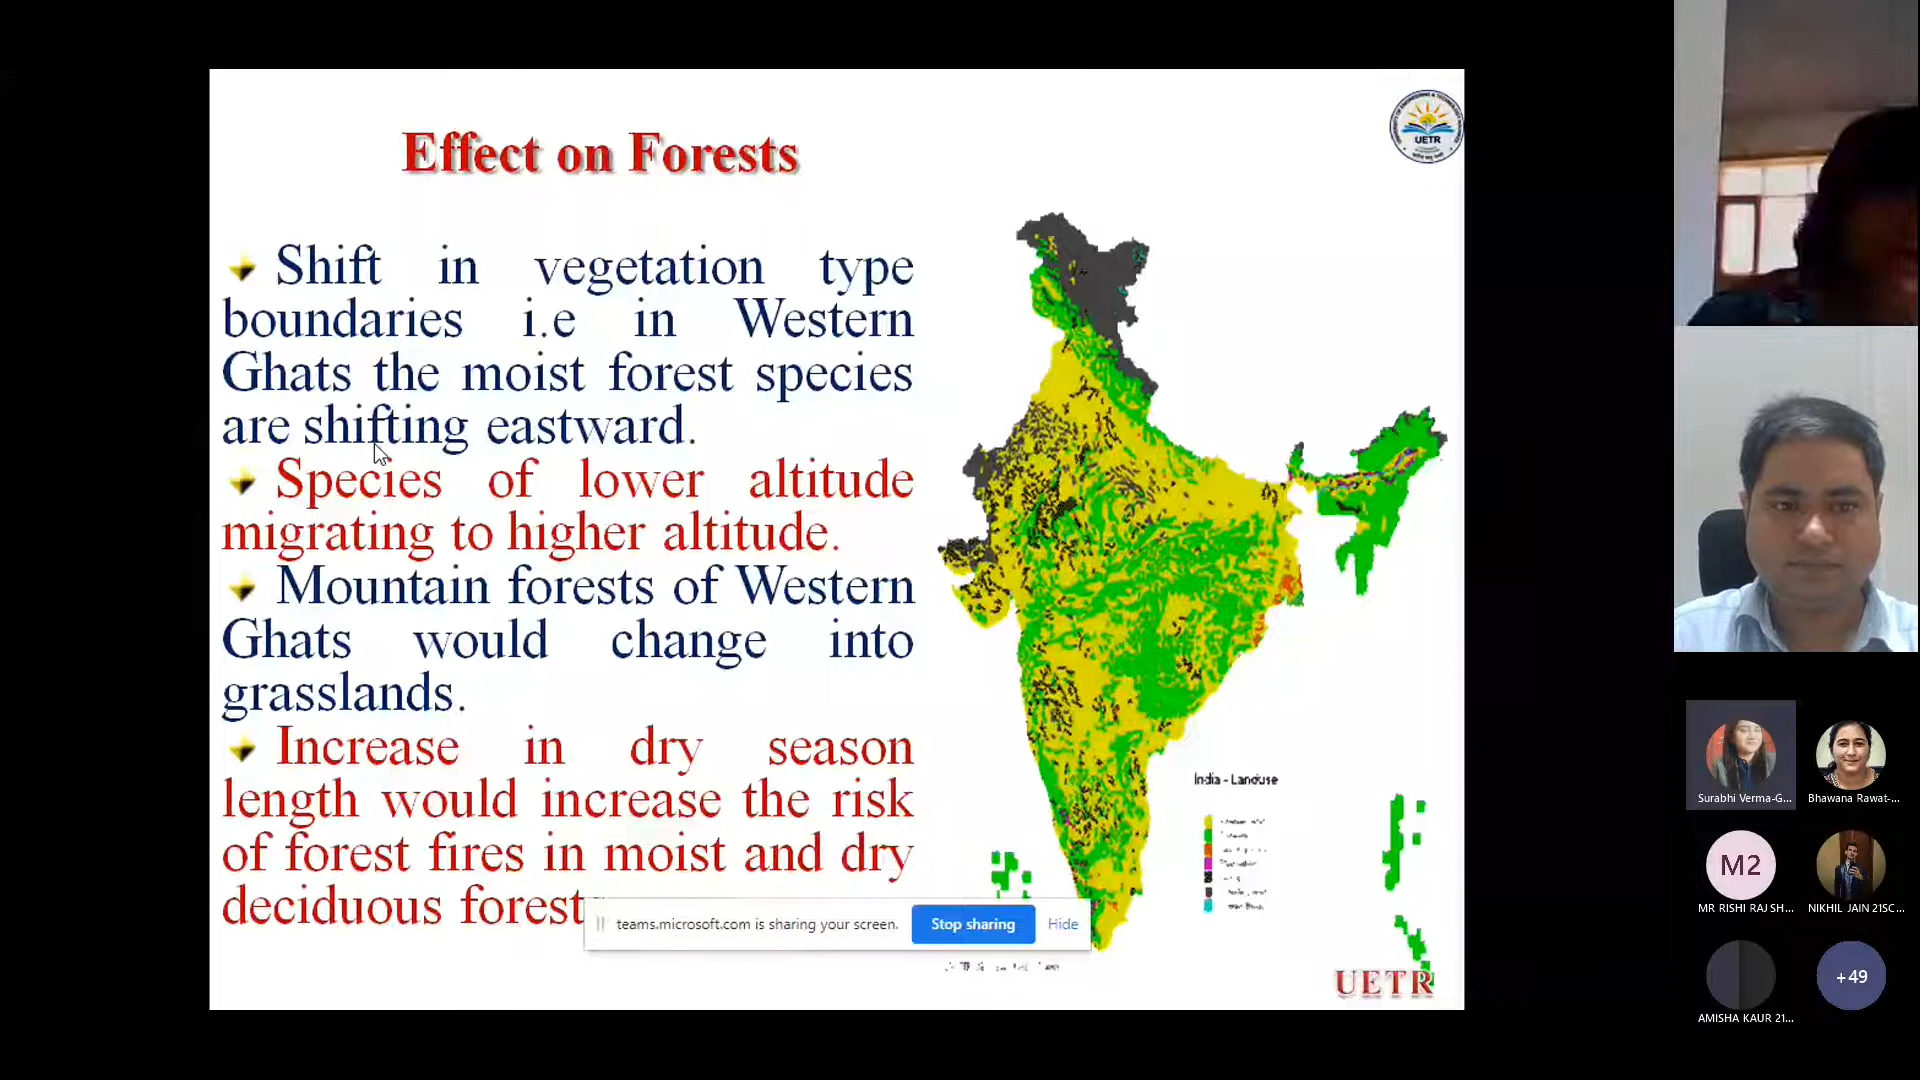 Effect on Forests
Shift in vegetation type
boundaries i.e in Western
Ghats the moist forest species
are shifting eastward.
Species of lower altitude
migrating to higher altitude.
Mountain forests of Western
Ghats would change into
grasslands.
Increase in dry season
length would increase the risk
of forest fires in moist and dry
deciduous forest
UETR
India - Landuse
UETR
teams.microsoft.com is sharing your screen.
Stop sharing
Hide
Surabhi Verma-G...
Bhawana Rawat-...
M2
MR RISHI RAJ SH...
NIKHIL JAIN 21SC...
AMISHA KAUR 21...
+49